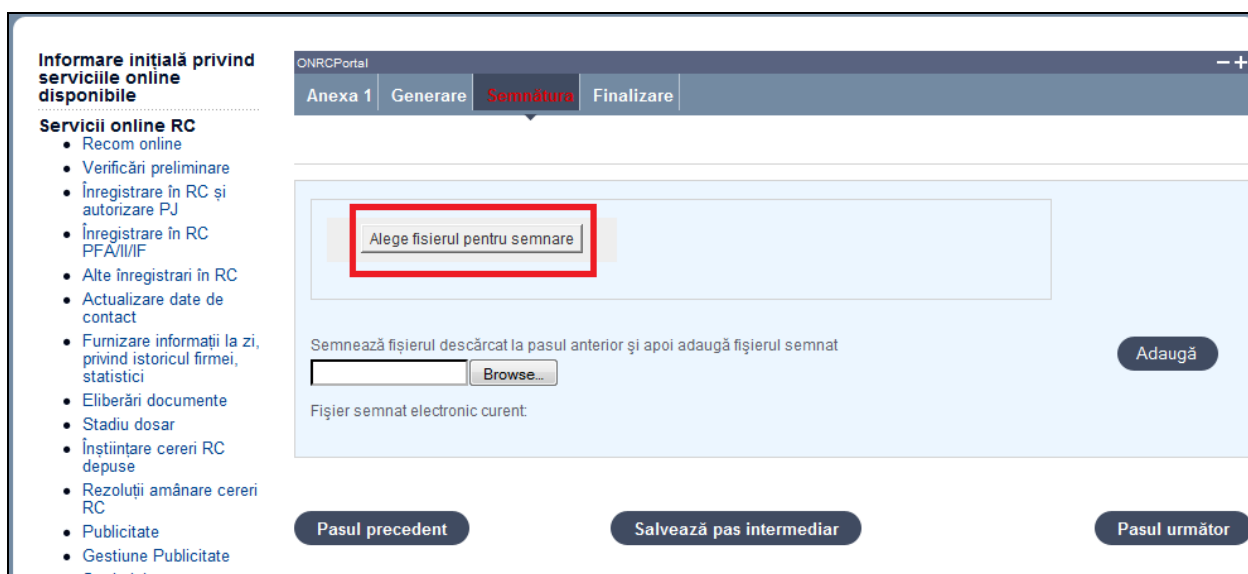 Informare inițială privind
serviciile online
disponibile
Servicii online RC
Recom online
Verificări preliminare
Înregistrare în RC și
autorizare PJ
Înregistrare în RC
PFA/II/IF
Alte înregistrari în RC
Actualizare date de
contact
Furnizare informații la zi,
privind istoricul firmei,
statistici
Eliberări documente
Stadiu dosar
Înștiințare cereri RC
depuse
Rezoluții amânare cereri
RC
Publicitate
Gestiune Publicitate
ONRCPortal
Anexa 1 Generare Semnătura Finalizare
Alege fisierul pentru semnare
Semnează fișierul descărcat la pasul anterior şi apoi adaugă fişierul semnat
Browse...
Adaugă
Fişier semnat electronic curent:
Pasul precedent
Salvează pas intermediar
Pasul următor